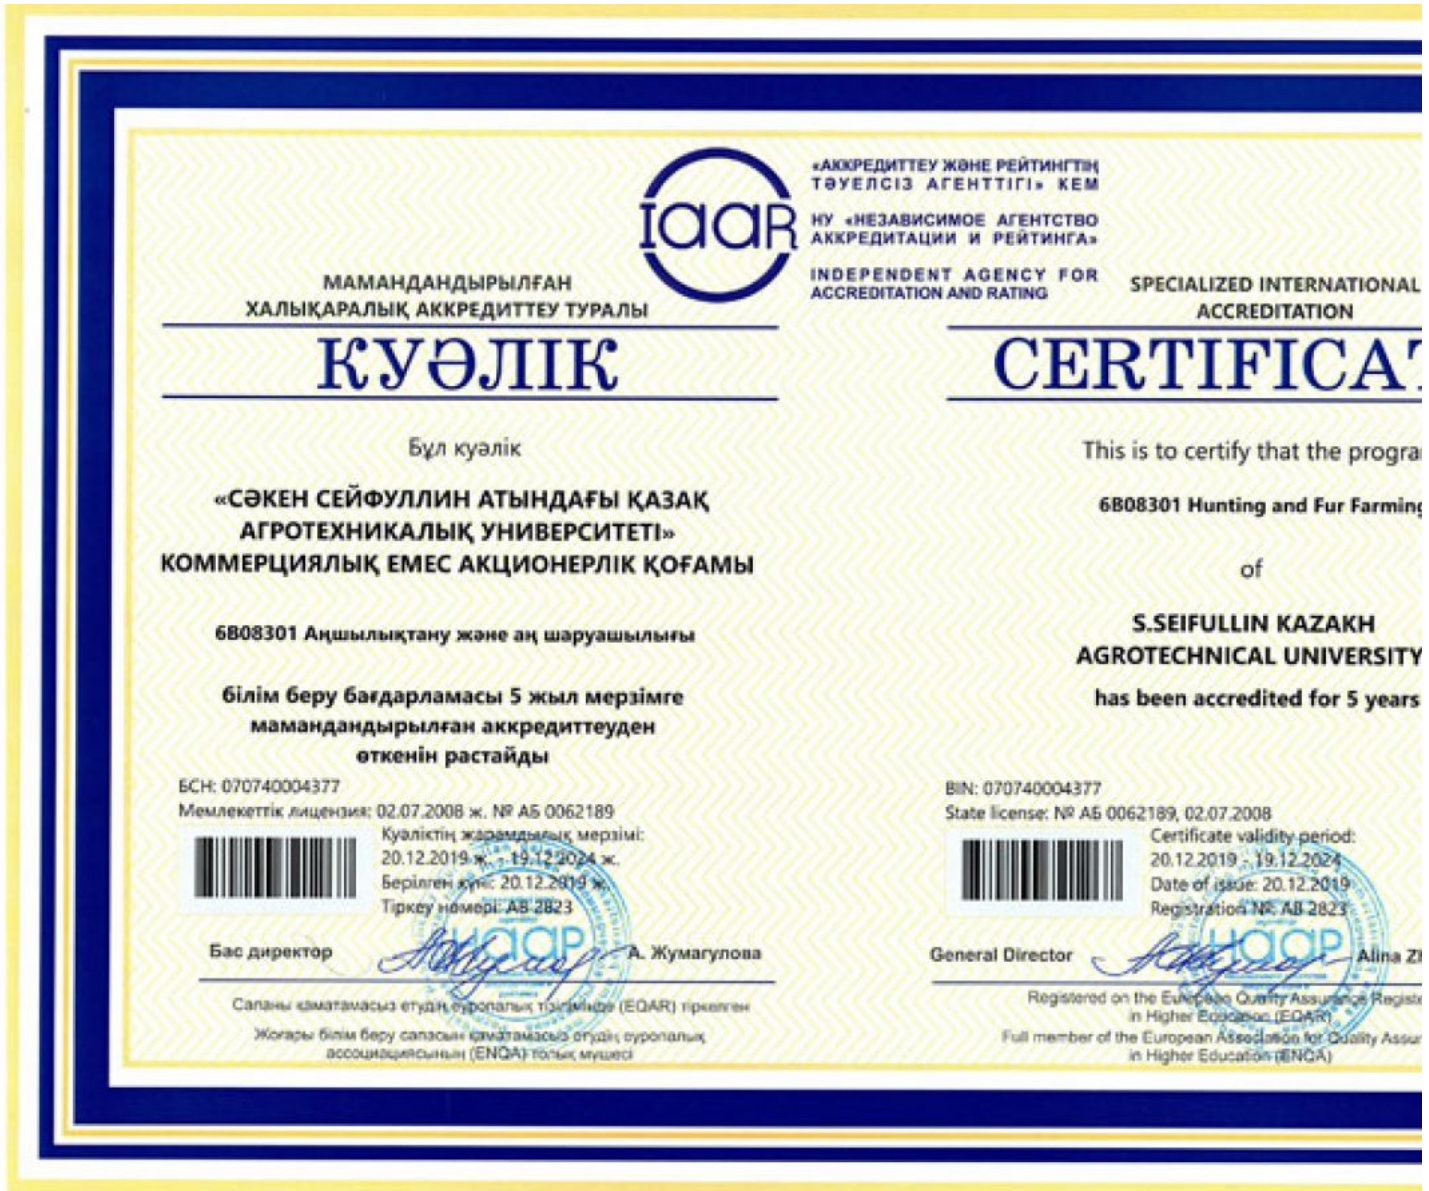 IAAR
«АККРЕДИТТЕУ ЖӘНЕ РЕЙТИНГТІҢ
ТӘУЕЛСІЗ АГЕНТТІГІ» КЕМ
НУ «НЕЗАВИСИМОЕ АГЕНТСТВО
АККРЕДИТАЦИИ И РЕЙТИНГА»
INDEPENDENT AGENCY FOR
ACCREDITATION AND RATING
МАМАНДАНДЫРЫЛҒАН
ХАЛЫҚАРАЛЫҚ АККРЕДИТТЕУ ТУРАЛЫ
КУӘЛІК
Бұл куәлік
«СӘКЕН СЕЙФУЛЛИН АТЫНДАҒЫ ҚАЗАҚ
АГРОТЕХНИКАЛЫҚ УНИВЕРСИТЕТІ»
КОММЕРЦИЯЛЫҚ ЕМЕС АКЦИОНЕРЛІК ҚОҒАМЫ
6B08301 Аңшылықтану және аң шаруашылығы
білім беру бағдарламасы 5 жыл мерзімге
мамандандырылған аккредиттеуден
өткенін растайды
БСН: 070740004377
Мемлекеттік лицензия: 02.07.2008 ж. № АБ 0062189
Куәліктің жарамдылық мерзімі:
20.12.2019 ж. - 19.12.2024 ж.
Берілген күні: 20.12.2019 ж.
Тіркеу номері: AB 2823
Бас директор
А. Жумагулова
Сапаны қаматамасыз етудің еуропалық тізілімінде (EQAR) тіркелген
Жоғары білім беру сапасын қаматамасыз етудің еуропалық
ассоциациясының (ENQA) толық мүшесі
SPECIALIZED INTERNATIONAL
ACCREDITATION
CERTIFICAT
This is to certify that the progra
6B08301 Hunting and Fur Farming
of
S.SEIFULLIN KAZAKH
AGROTECHNICAL UNIVERSITY
has been accredited for 5 years
BIN: 070740004377
State license: № АБ 0062189, 02.07.2008
Certificate validity period:
20.12.2019 - 19.12.2024
Date of issue: 20.12.2019
Registration №: AB 2823
General Director
Alina Zh
Registered on the European Quality Assurance Registe
in Higher Education (EQAR)
Full member of the European Association for Quality Assur
in Higher Education (ENQA)
НААР
НААР